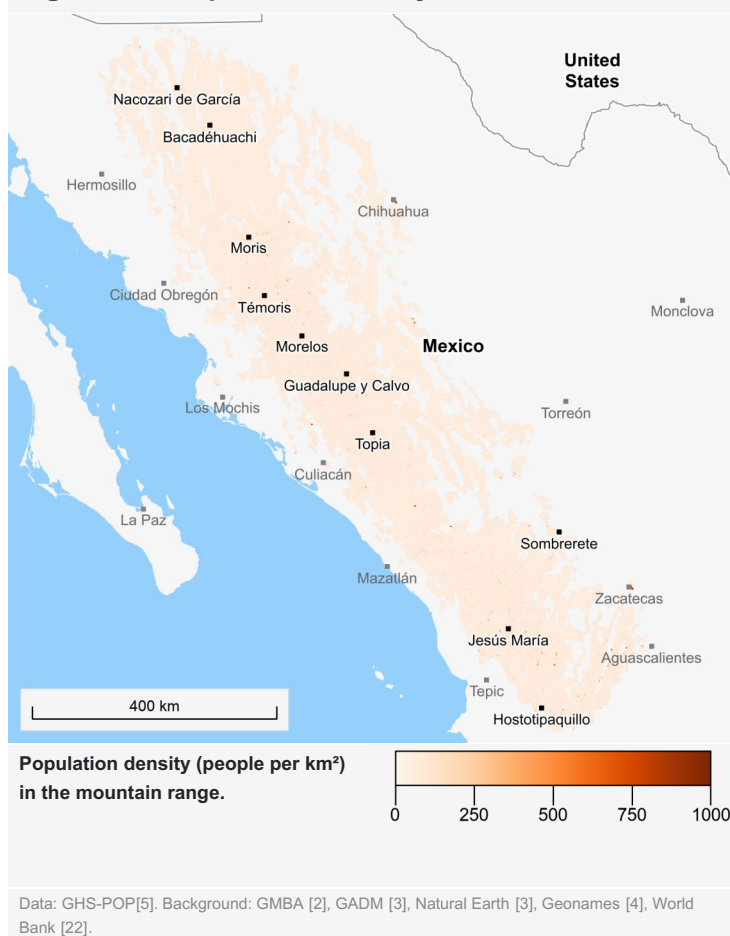 United
States
Nacozari de García
Bacadéhuachi
Hermosillo
Chihuahua
Moris
Ciudad Obregón
Témoris
Monclova
Morelos
Mexico
Guadalupe y Calvo
Los Mochis
Torreón
Topia
Culiacán
La Paz
Sombrerete
Mazatlán
Zacatecas
Jesús María
Aguascalientes
Tepic
400 km
Hostotipaquillo
Population density (people per km²)
in the mountain range.
0 250 500 750 1000
Data: GHS-POP[5]. Background: GMBA [2], GADM [3], Natural Earth [3], Geonames [4], World
Bank [22].